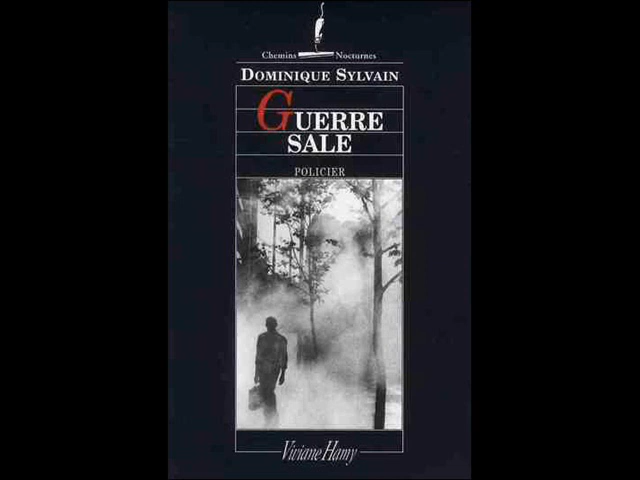 Chemins Nocturnes
DOMINIQUE SYLVAIN
GUERRE
SALE
POLICIER
Viviane Hamy